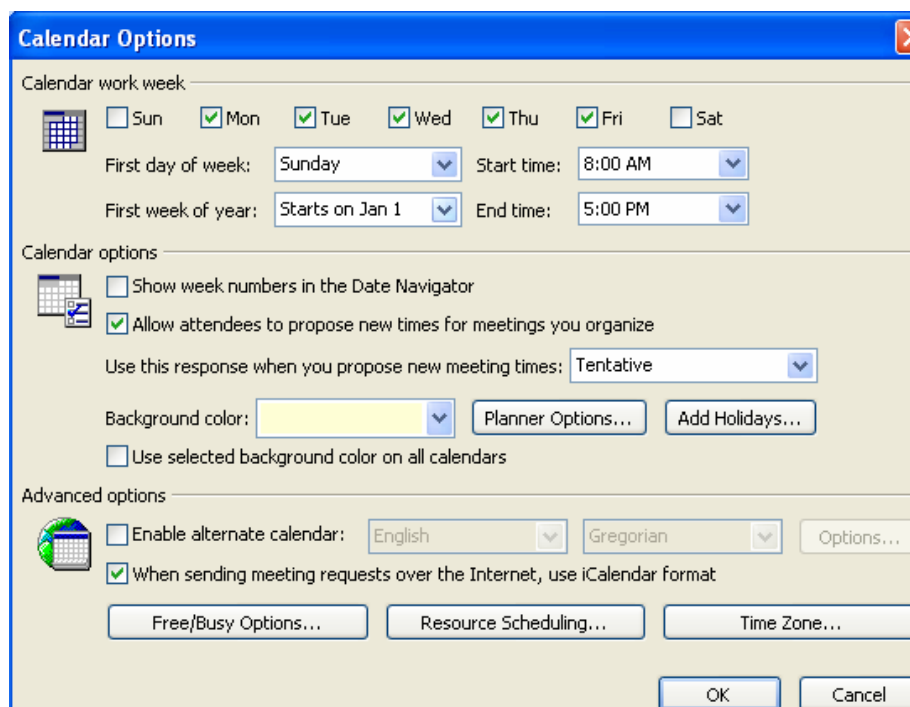 Calendar Options
Calendar work week
Sun Mon Tue Wed Thu Fri Sat
First day of week: Sunday Start time: 8:00 AM
First week of year: Starts on Jan 1 End time: 5:00 PM
Calendar options
Show week numbers in the Date Navigator
Allow attendees to propose new times for meetings you organize
Use this response when you propose new meeting times: Tentative
Background color: Planner Options... Add Holidays...
Use selected background color on all calendars
Advanced options
Enable alternate calendar: English Gregorian Options...
When sending meeting requests over the Internet, use iCalendar format
Free/Busy Options... Resource Scheduling... Time Zone...
OK Cancel